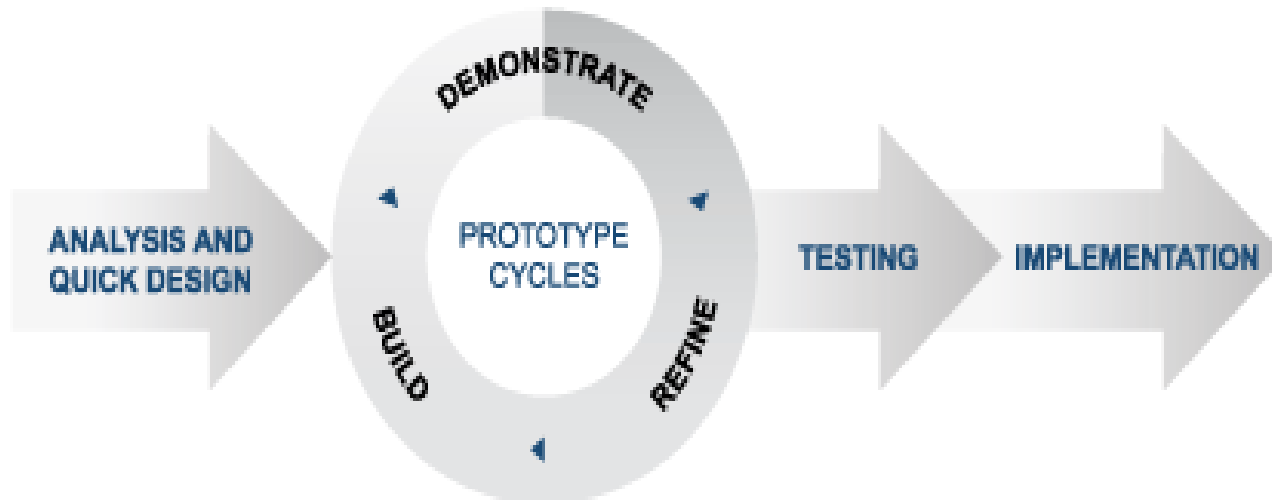 ANALYSIS AND
QUICK DESIGN
DEMONSTRATE
PROTOTYPE
CYCLES
BUILD
REFINE
TESTING
IMPLEMENTATION